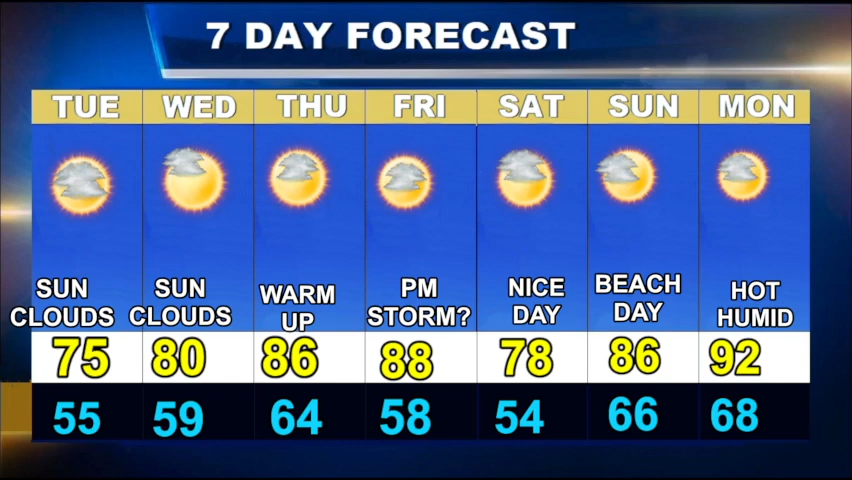 7 DAY FORECAST
TUE WED THU FRI SAT SUN MON
SUN CLOUDS
SUN CLOUDS
WARM UP
PM STORM?
NICE DAY
BEACH DAY
HOT HUMID
75 80 86 88 78 86 92
55 59 64 58 54 66 68